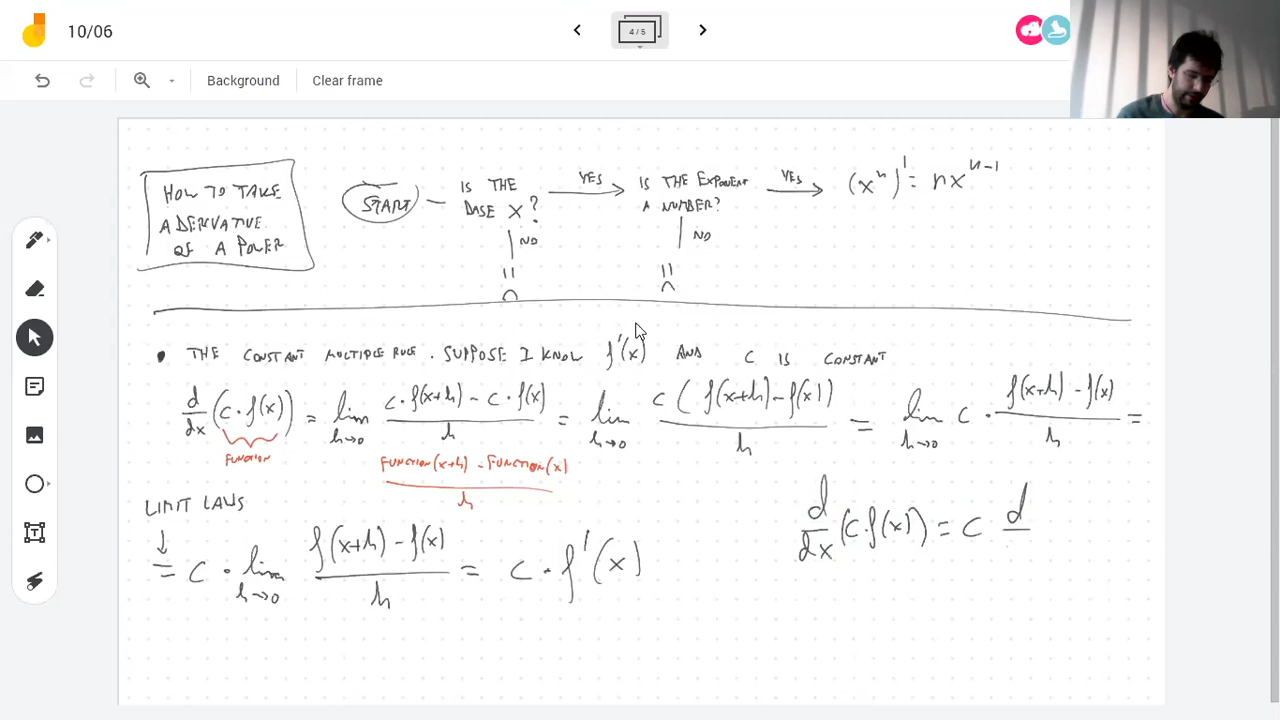 10/06
4 / 5
Background
Clear frame
HOW TO TAKE
A DERIVATIVE
OF A POWER
START
IS THE
BASE X?
YES
NO
IS THE EXPONENT
A NUMBER?
YES
NO
(xⁿ)' = nxⁿ⁻¹
• THE CONSTANT MULTIPLE RULE. SUPPOSE I KNOW f'(x) AND C IS CONSTANT
d/dx (c·f(x)) = lim h→0 (c·f(x+h) - c·f(x))/h = lim h→0 c(f(x+h)-f(x))/h = lim h→0 c · (f(x+h) - f(x))/h =
FUNCTION
FUNCTION(x+h) - FUNCTION(x)
h
LIMIT LAWS
↓
= c · lim h→0 (f(x+h) - f(x))/h = c · f'(x)
d/dx (c·f(x)) = c d